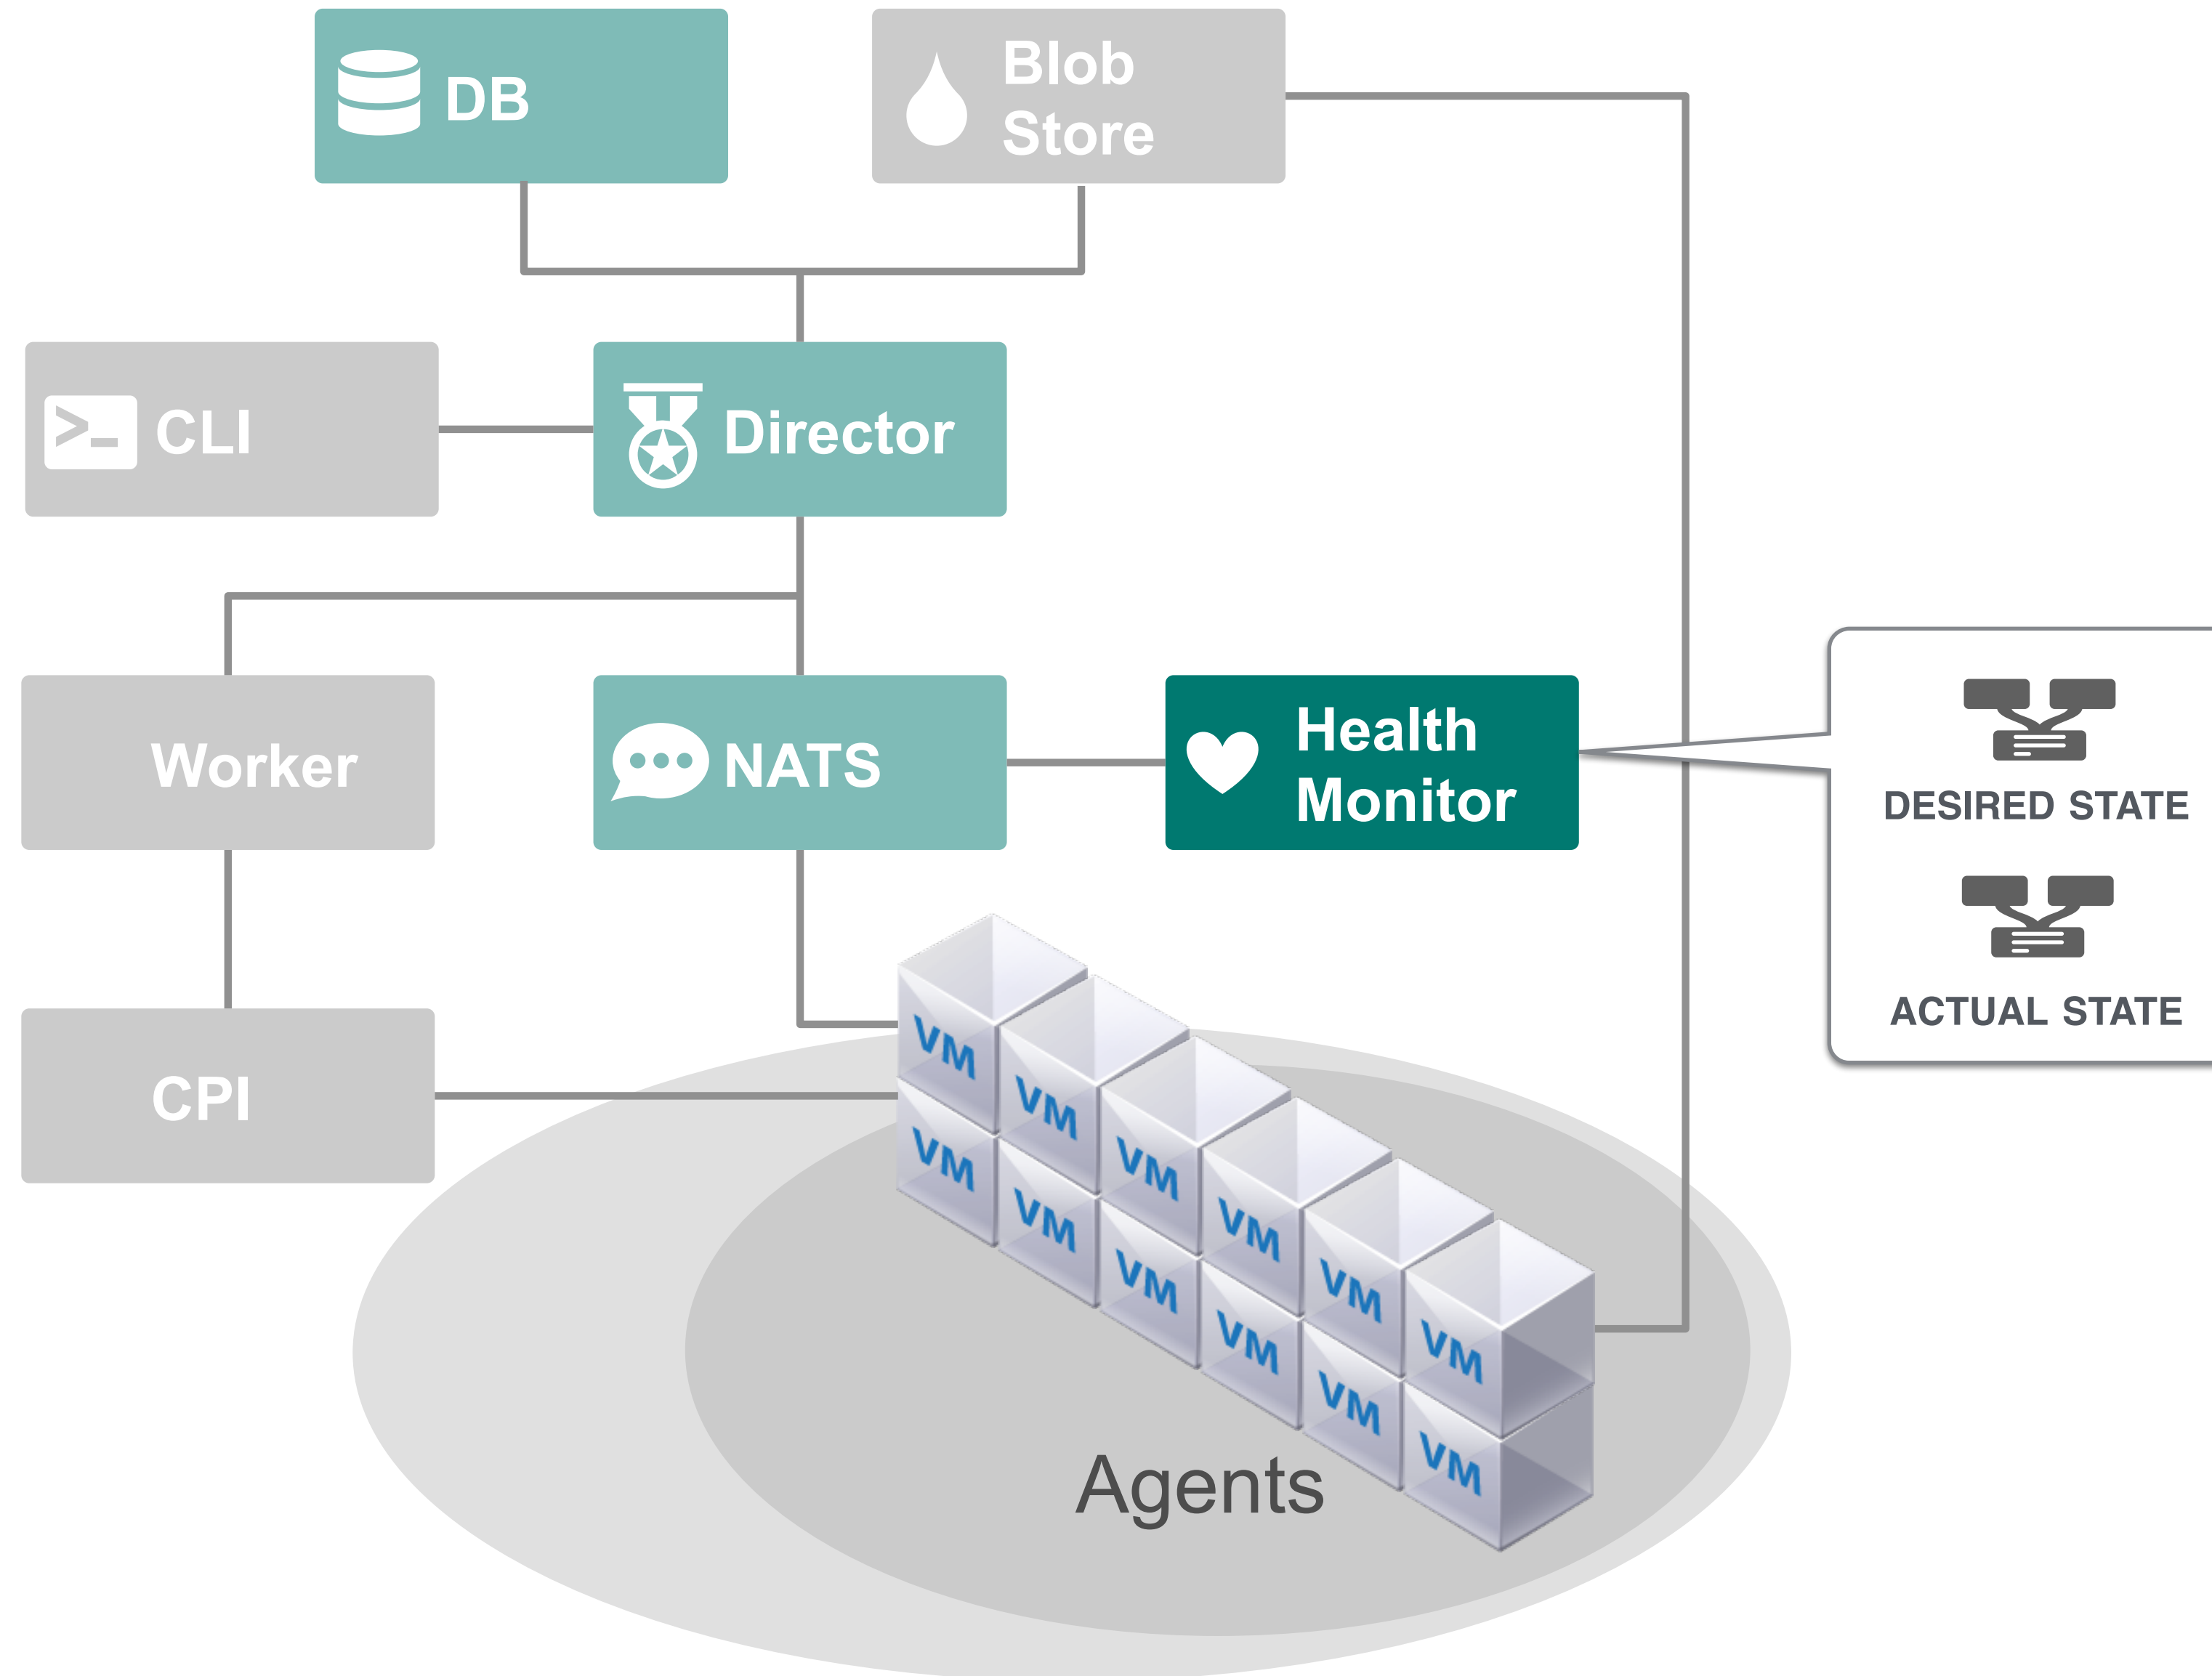 DB
Blob
Store
CLI
Director
Worker
NATS
Health
Monitor
DESIRED STATE
ACTUAL STATE
CPI
VM
VM
VM
VM
VM
VM
VM
VM
VM
VM
VM
VM
Agents